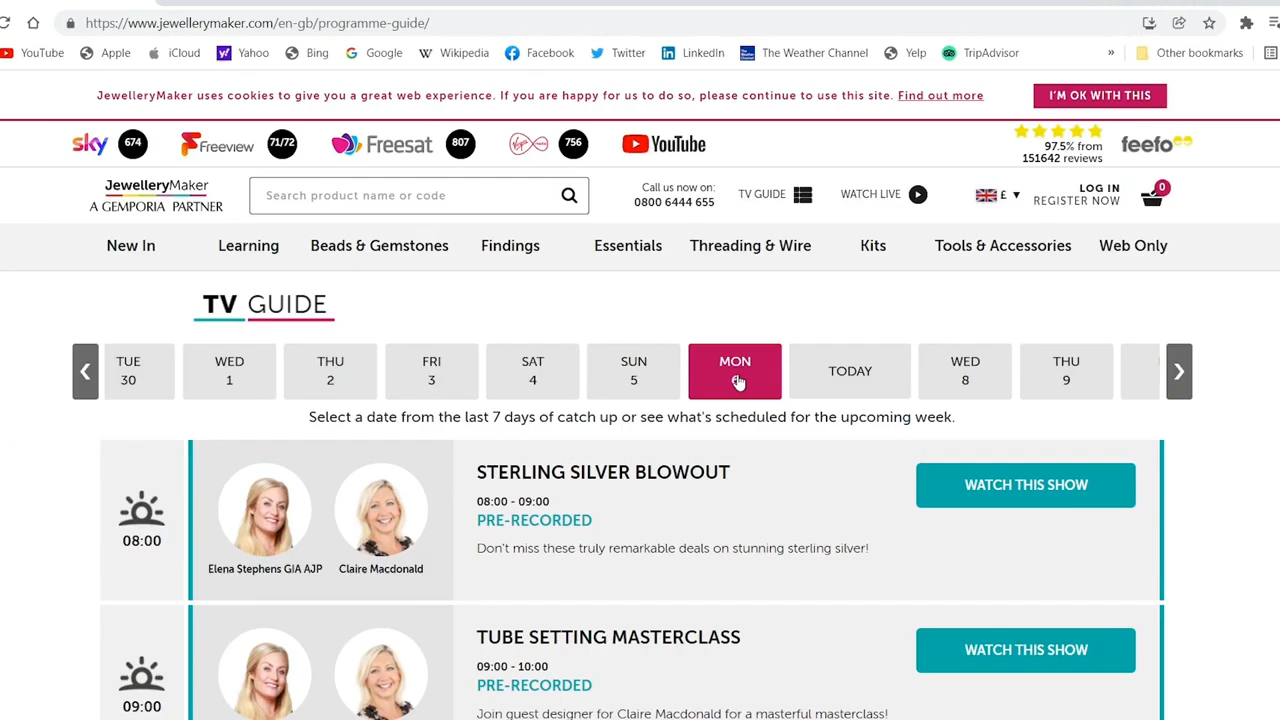 https://www.jewellerymaker.com/en-gb/programme-guide/
YouTube Apple iCloud Yahoo Bing Google Wikipedia Facebook Twitter LinkedIn The Weather Channel Yelp TripAdvisor » Other bookmarks
JewelleryMaker uses cookies to give you a great web experience. If you are happy for us to do so, please continue to use this site. Find out more
I'M OK WITH THIS
sky 674 Freeview 71/72 Freesat 807 756 YouTube
97.5% from
151642 reviews
feefo
JewelleryMaker
A GEMPORIA PARTNER
Search product name or code
Call us now on:
0800 6444 655
TV GUIDE
WATCH LIVE
£ ▼
LOG IN
REGISTER NOW
0
New In Learning Beads & Gemstones Findings Essentials Threading & Wire Kits Tools & Accessories Web Only
TV GUIDE
TUE WED THU FRI SAT SUN MON TODAY WED THU
30 1 2 3 4 5 8 9
Select a date from the last 7 days of catch up or see what's scheduled for the upcoming week.
08:00
Elena Stephens GIA AJP
Claire Macdonald
STERLING SILVER BLOWOUT
08:00 - 09:00
PRE-RECORDED
Don't miss these truly remarkable deals on stunning sterling silver!
WATCH THIS SHOW
09:00
TUBE SETTING MASTERCLASS
09:00 - 10:00
PRE-RECORDED
Join guest designer for Claire Macdonald for a masterful masterclass!
WATCH THIS SHOW